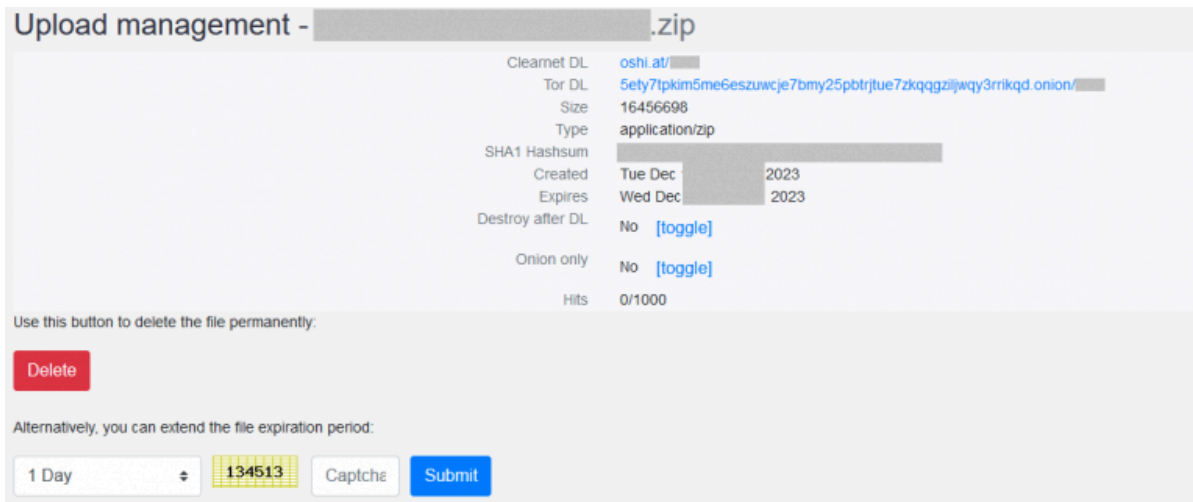 Upload management - .zip
Clearnet DL oshi.at/
Tor DL 5ety7tpkim5me6eszuwcje7bmy25pbtrjtue7zkqqgziljwqy3rrikqd.onion/
Size 16456698
Type application/zip
SHA1 Hashsum
Created Tue Dec 2023
Expires Wed Dec 2023
Destroy after DL No [toggle]
Onion only No [toggle]
Hits 0/1000
Use this button to delete the file permanently:
Delete
Alternatively, you can extend the file expiration period:
1 Day 134513 Captcha Submit